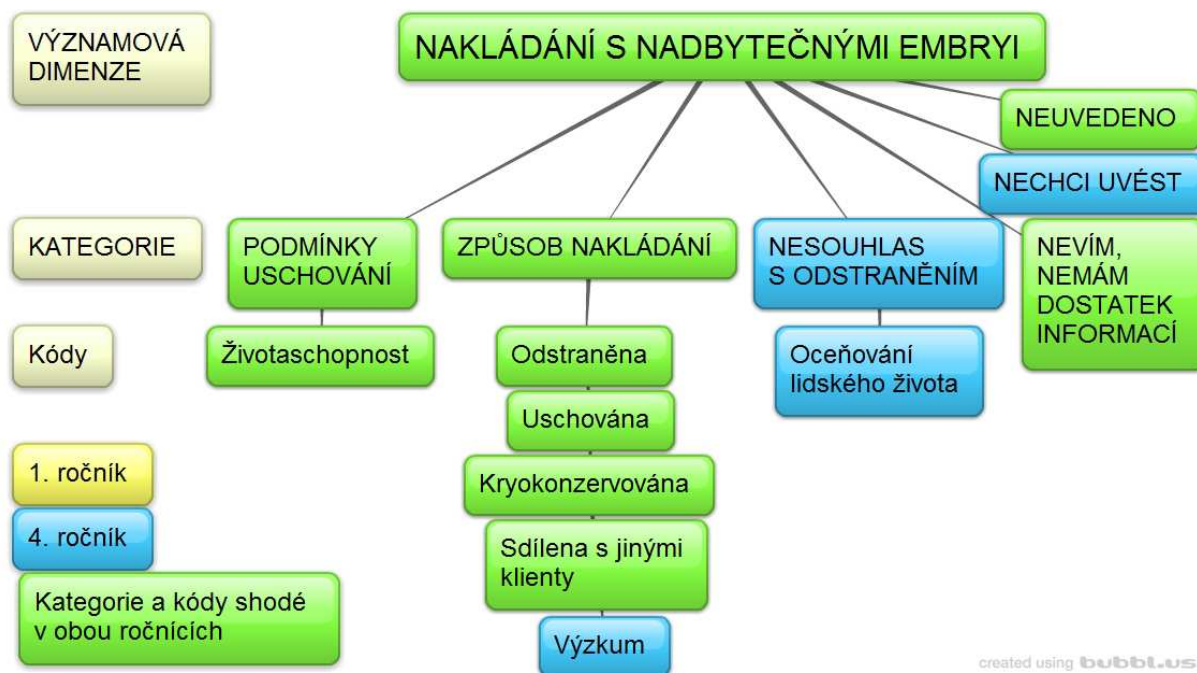 VÝZNAMOVÁ
DIMENZE
NAKLÁDÁNÍ S NADBYTEČNÝMI EMBRYI
NEUVEDENO
NECHCI UVÉST
KATEGORIE
PODMÍNKY
USCHOVÁNÍ
ZPŮSOB NAKLÁDÁNÍ
NESOUHLAS
S ODSTRANĚNÍM
NEVÍM,
NEMÁM
DOSTATEK
INFORMACÍ
Kódy
Životaschopnost
Odstraněna
Oceňování
lidského života
Uschována
Kryokonzervována
Sdílena s jinými
klienty
Výzkum
1. ročník
4. ročník
Kategorie a kódy shodé
v obou ročnících
created using bubbl.us